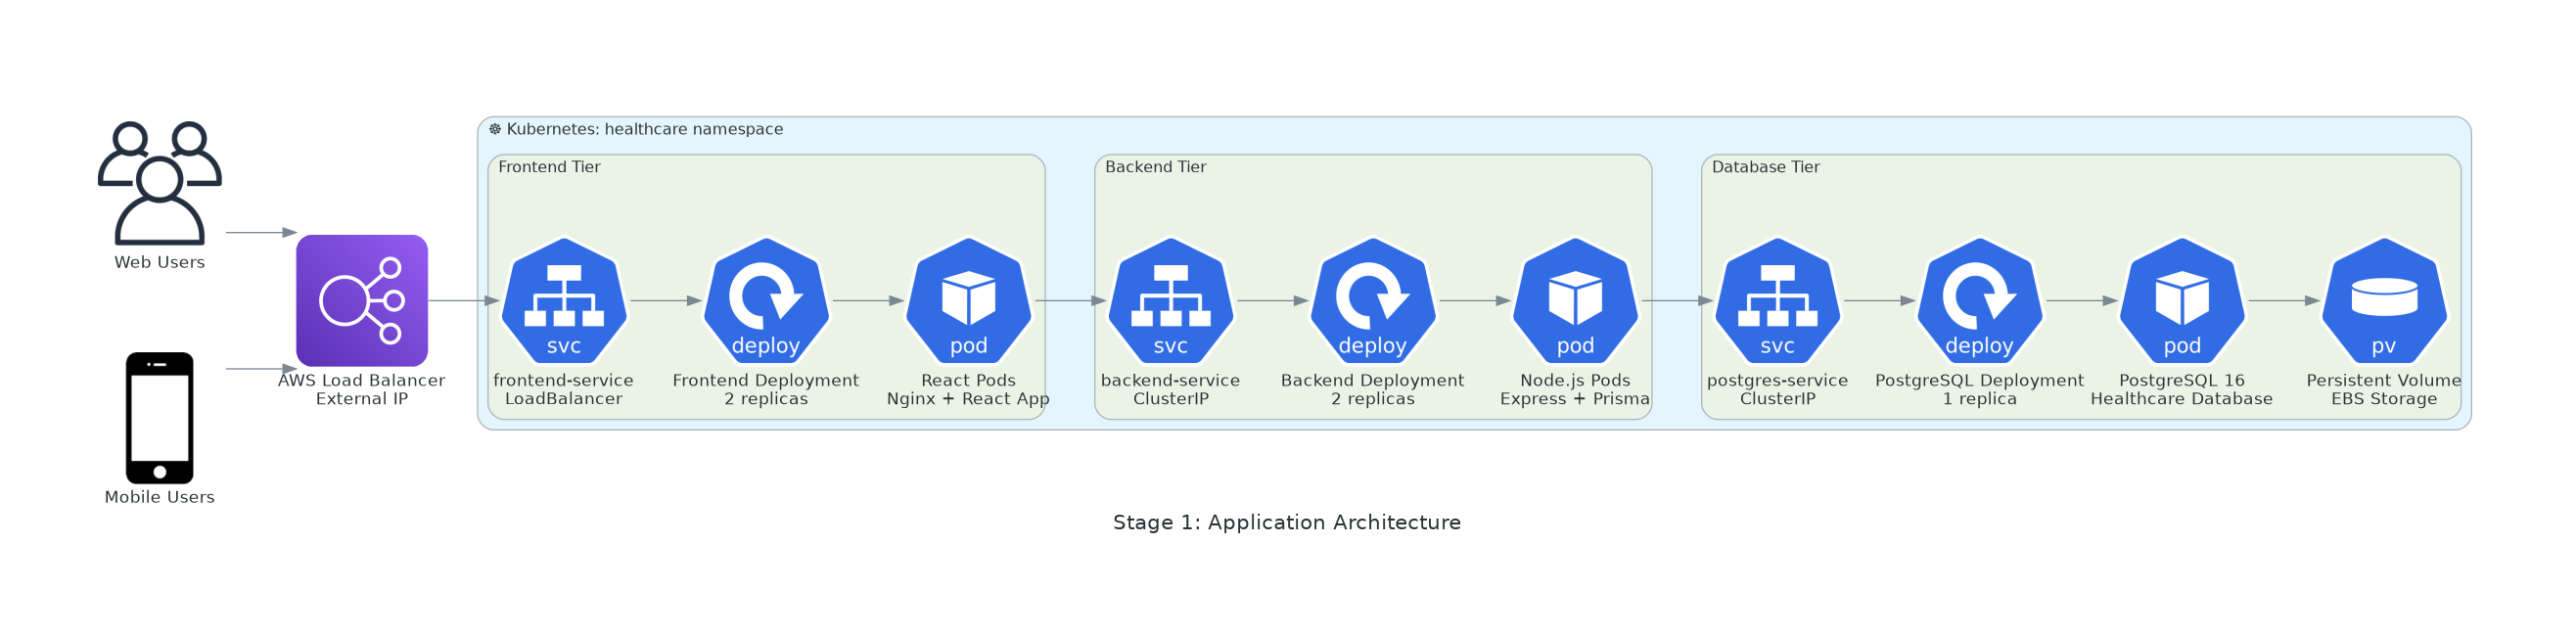 ☸ Kubernetes: healthcare namespace
Frontend Tier
Backend Tier
Database Tier
Web Users
Mobile Users
AWS Load Balancer
External IP
svc
frontend-service
LoadBalancer
deploy
Frontend Deployment
2 replicas
pod
React Pods
Nginx + React App
svc
backend-service
ClusterIP
deploy
Backend Deployment
2 replicas
pod
Node.js Pods
Express + Prisma
svc
postgres-service
ClusterIP
deploy
PostgreSQL Deployment
1 replica
pod
PostgreSQL 16
Healthcare Database
pv
Persistent Volume
EBS Storage
Stage 1: Application Architecture